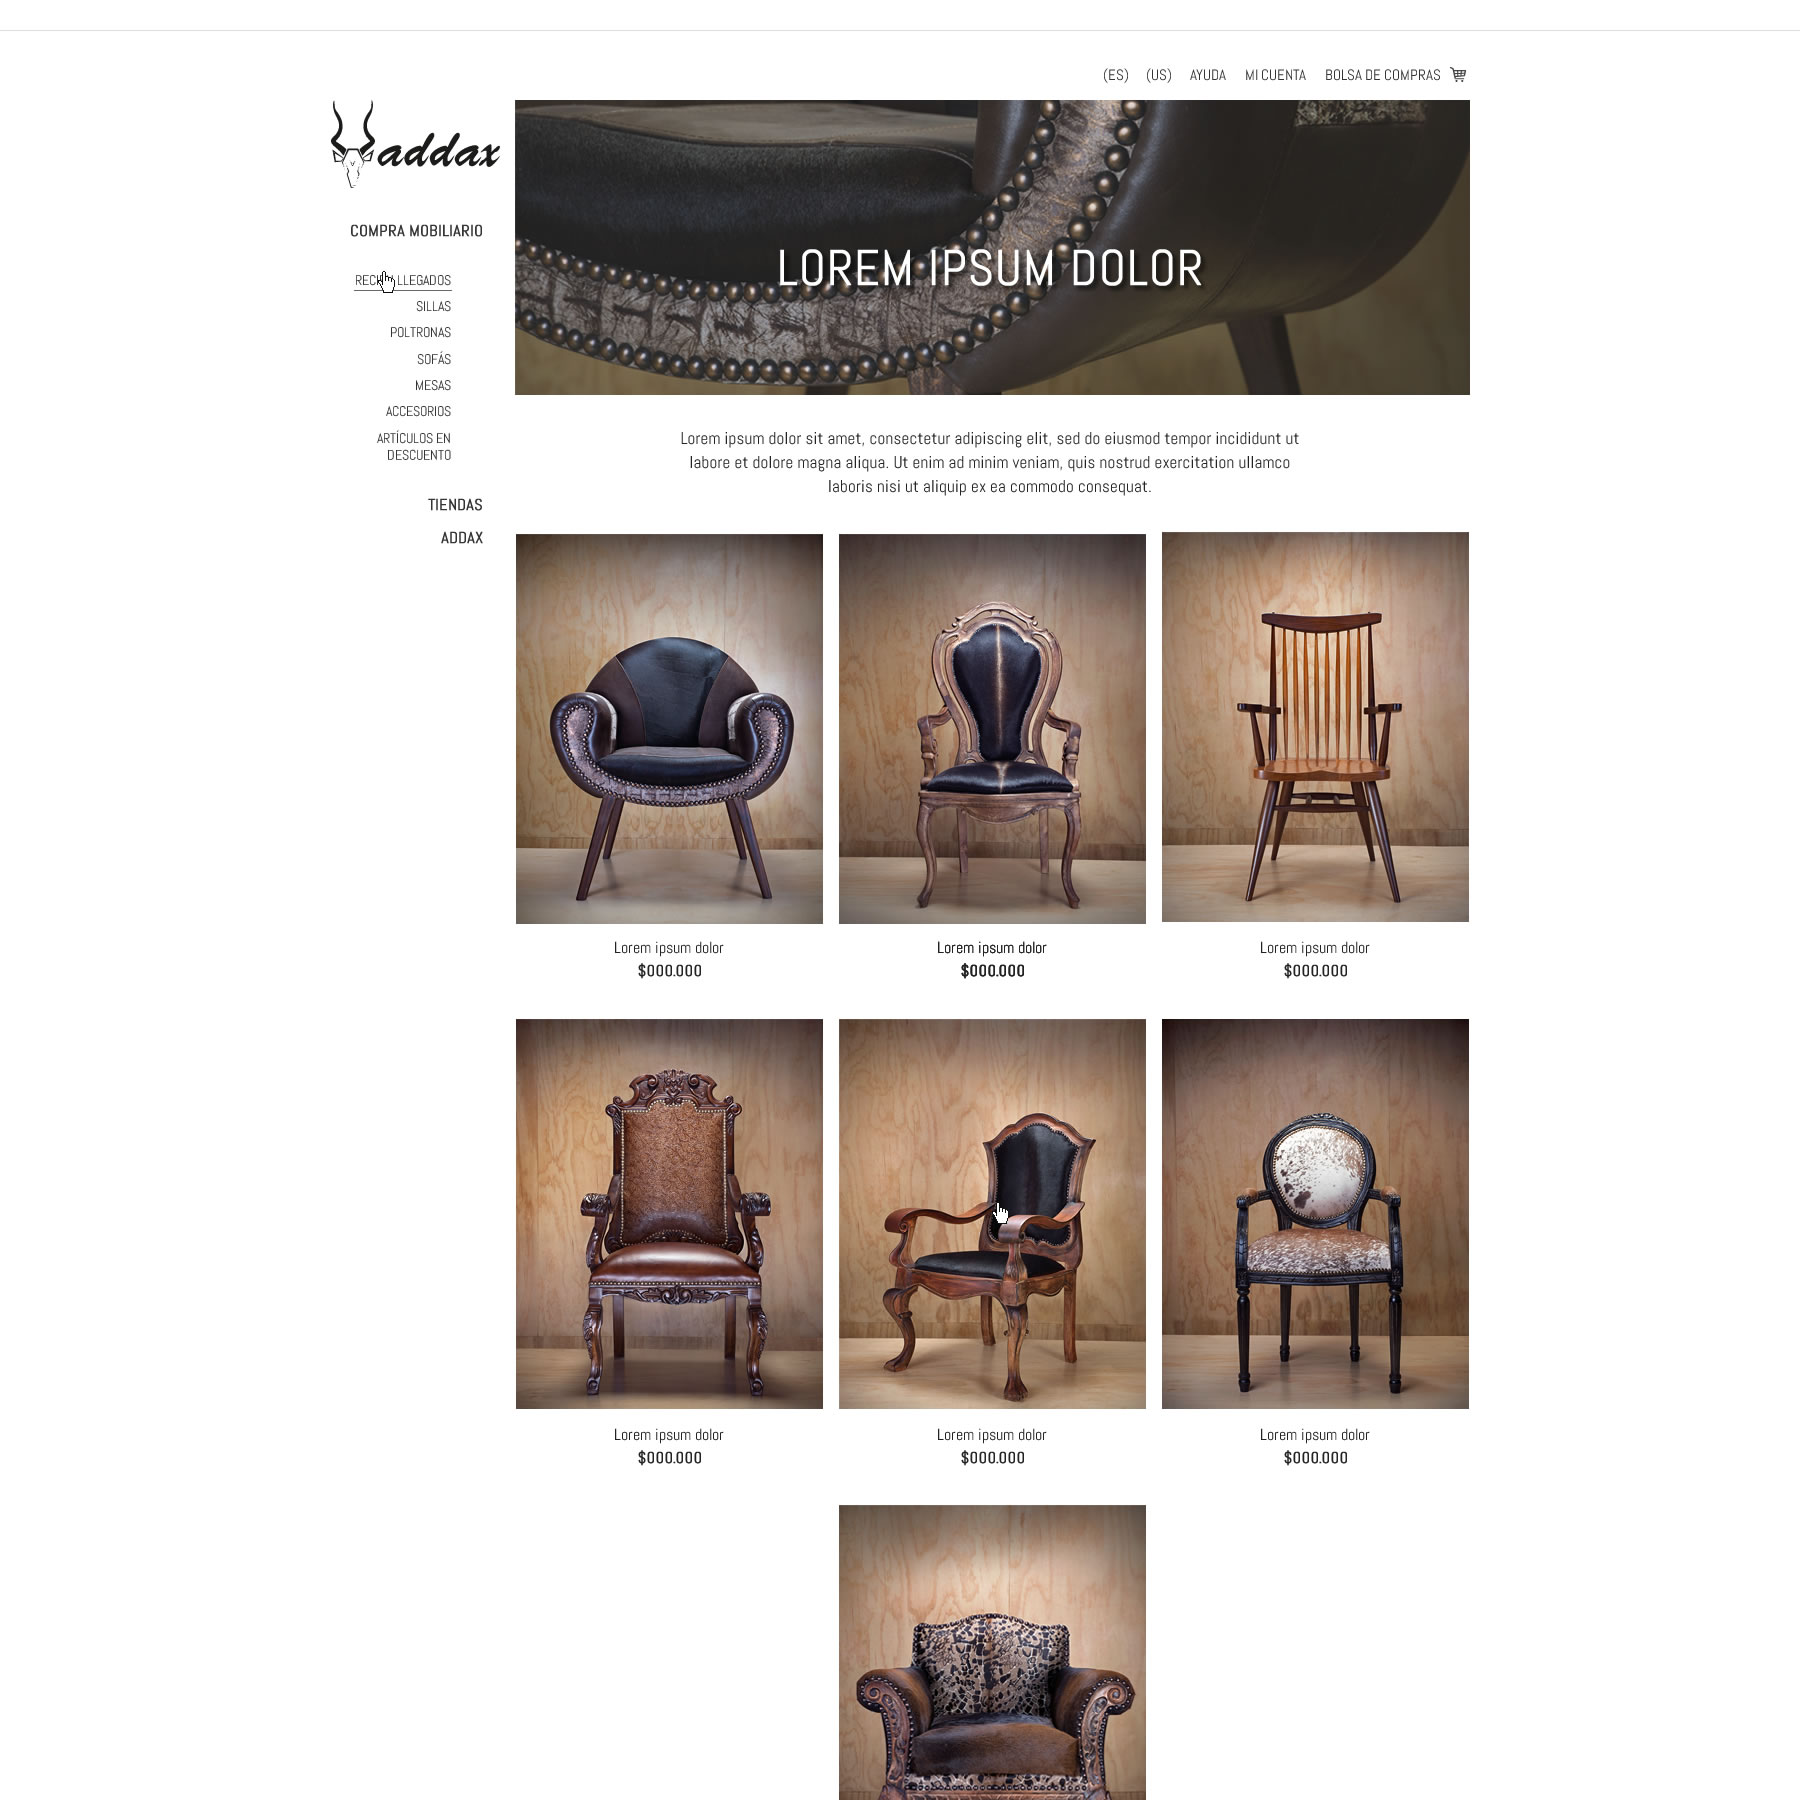 (ES) (US) AYUDA MI CUENTA BOLSA DE COMPRAS
addax
COMPRA MOBILIARIO
LLEGADOS
SILLAS
POLTRONAS
SOFÁS
MESAS
ACCESORIOS
ARTÍCULOS EN
DESCUENTO
TIENDAS
ADDAX
LOREM IPSUM DOLOR
Lorem ipsum dolor sit amet, consectetur adipiscing elit, sed do eiusmod tempor incididunt ut
labore et dolore magna aliqua. Ut enim ad minim veniam, quis nostrud exercitation ullamco
laboris nisi ut aliquip ex ea commodo consequat.
Lorem ipsum dolor
$000.000
Lorem ipsum dolor
$000.000
Lorem ipsum dolor
$000.000
Lorem ipsum dolor
$000.000
Lorem ipsum dolor
$000.000
Lorem ipsum dolor
$000.000